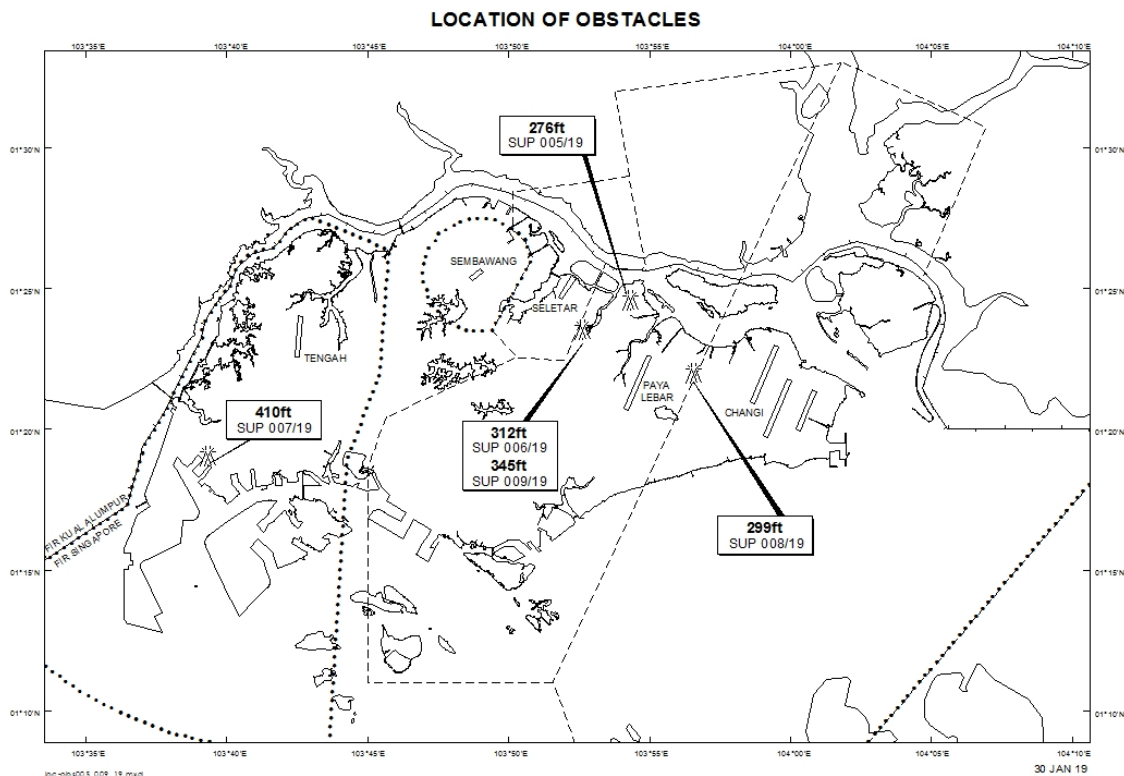 LOCATION OF OBSTACLES
103°35'E 103°40'E 103°45'E 103°50'E 103°55'E 104°00'E 104°05'E 104°10'E
01°30'N
276ft
SUP 005/19
01°30'N
SEMBAWANG
01°25'N
SELETAR
01°25'N
TENGAH
PAYA
LEBAR
CHANGI
410ft
SUP 007/19
01°20'N
312ft
SUP 006/19
345ft
SUP 009/19
01°20'N
299ft
SUP 008/19
FIR KUALA LUMPUR
FIR SINGAPORE
01°15'N
01°15'N
01°10'N
01°10'N
103°35'E 103°40'E 103°45'E 103°50'E 103°55'E 104°00'E 104°05'E 104°10'E
30 JAN 19